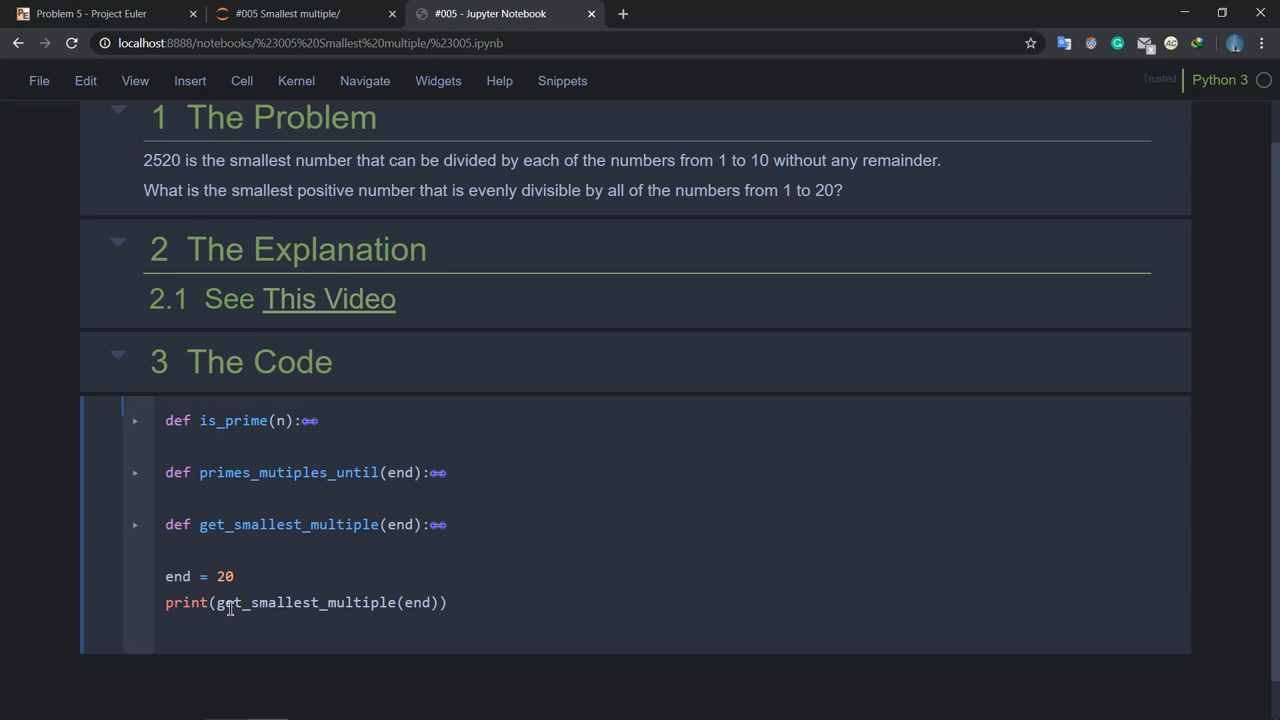 Problem 5 - Project Euler
#005 Smallest multiple/
#005 - Jupyter Notebook
localhost:8888/notebooks/%23005%20Smallest%20multiple/%23005.ipynb
File Edit View Insert Cell Kernel Navigate Widgets Help Snippets Trusted Python 3
1 The Problem
2520 is the smallest number that can be divided by each of the numbers from 1 to 10 without any remainder.
What is the smallest positive number that is evenly divisible by all of the numbers from 1 to 20?
2 The Explanation
2.1 See This Video
3 The Code
def is_prime(n):
def primes_mutiples_until(end):
def get_smallest_multiple(end):
end = 20
print(get_smallest_multiple(end))